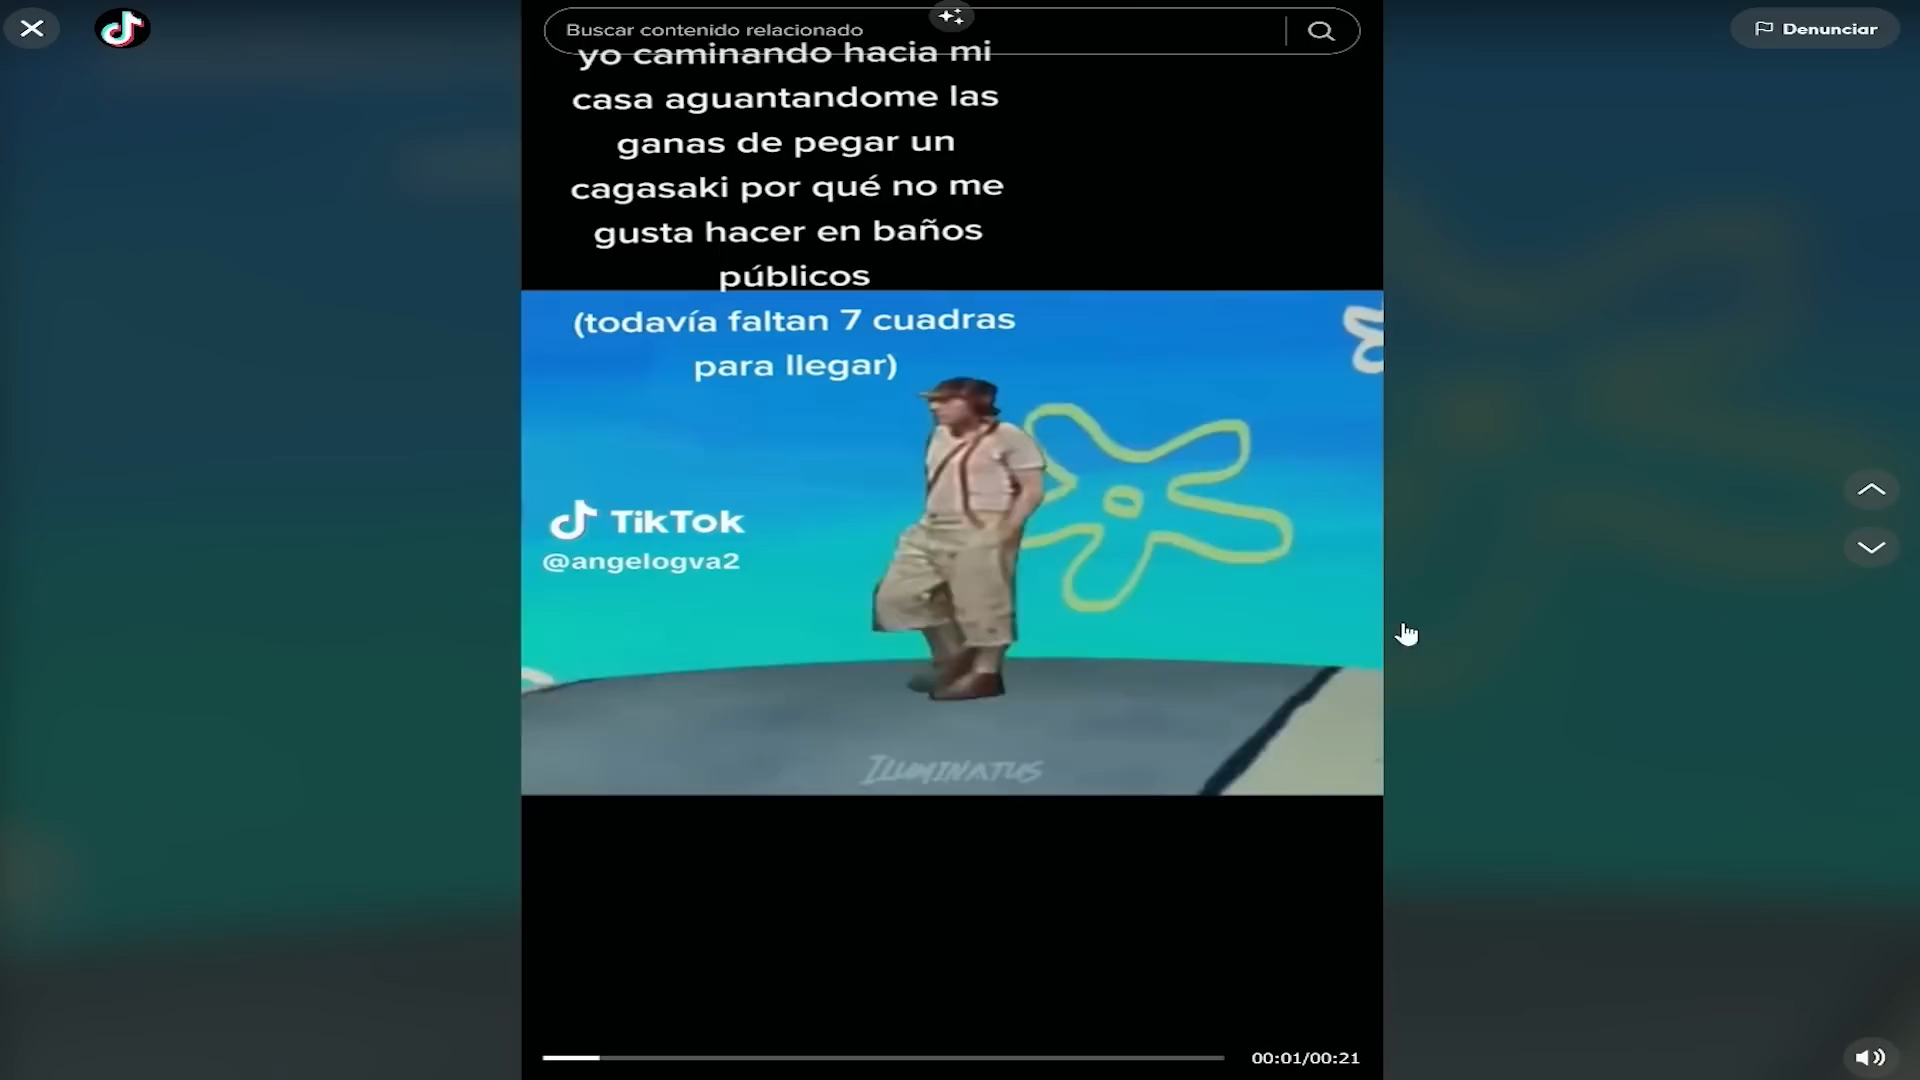 Buscar contenido relacionado
Denunciar
yo caminando hacia mi
casa aguantandome las
ganas de pegar un
cagasaki por qué no me
gusta hacer en baños
públicos
(todavía faltan 7 cuadras
para llegar)
TikTok
@angelogva2
ILLUMINATUS
00:01/00:21